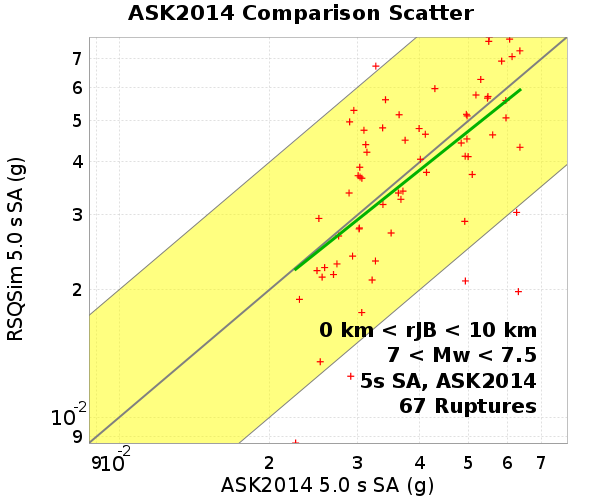 ASK2014 Comparison Scatter
RSQSim 5.0 s SA (g)
7
6
5
4
3
2
10-2
9
0 km < rJB < 10 km
7 < Mw < 7.5
5s SA, ASK2014
67 Ruptures
9 10-2 2 3 4 5 6 7
ASK2014 5.0 s SA (g)